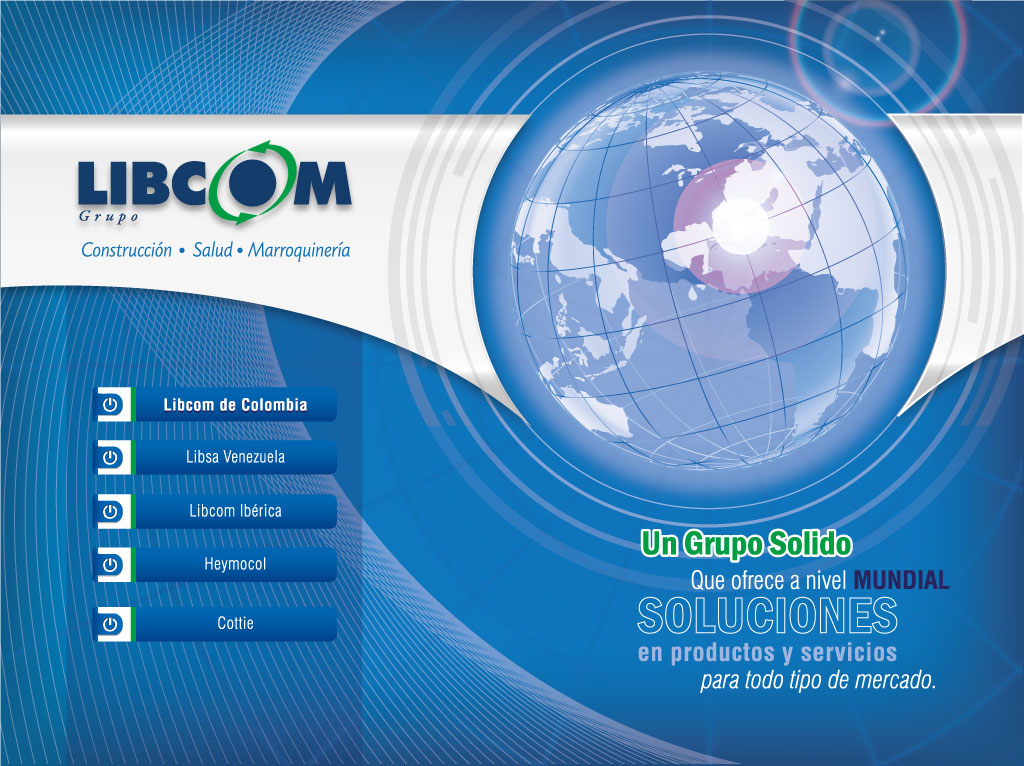 LIBCOM
Grupo
Construcción • Salud • Marroquinería
Libcom de Colombia
Libsa Venezuela
Libcom Ibérica
Heymocol
Cottie
Un Grupo Solido
Que ofrece a nivel MUNDIAL
SOLUCIONES
en productos y servicios
para todo tipo de mercado.